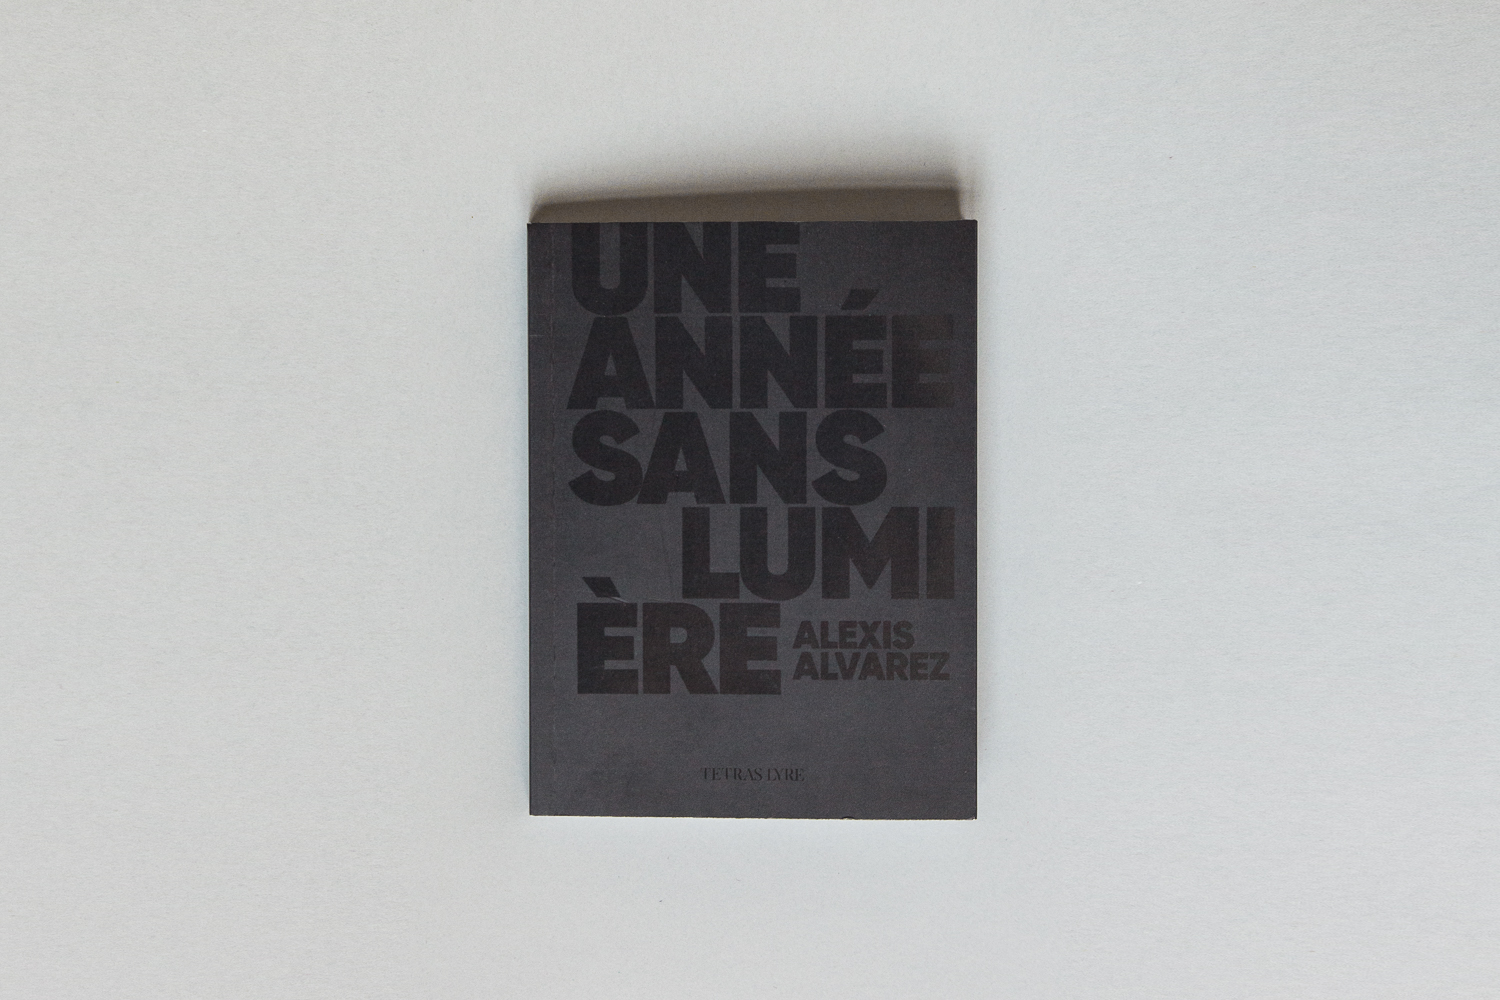 UNE
ANNÉE
SANS
LUMI
ÈRE
ALEXIS
ALVAREZ
TETRAS LYRE